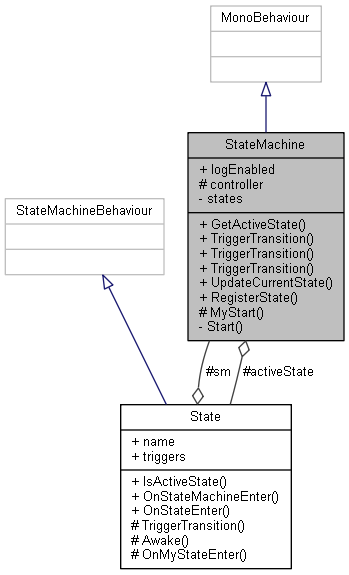 MonoBehaviour
StateMachine
+ logEnabled
# controller
- states
+ GetActiveState()
+ TriggerTransition()
+ TriggerTransition()
+ TriggerTransition()
+ UpdateCurrentState()
+ RegisterState()
# MyStart()
- Start()
StateMachineBehaviour
#sm
#activeState
State
+ name
+ triggers
+ IsActiveState()
+ OnStateMachineEnter()
+ OnStateEnter()
# TriggerTransition()
# Awake()
# OnMyStateEnter()